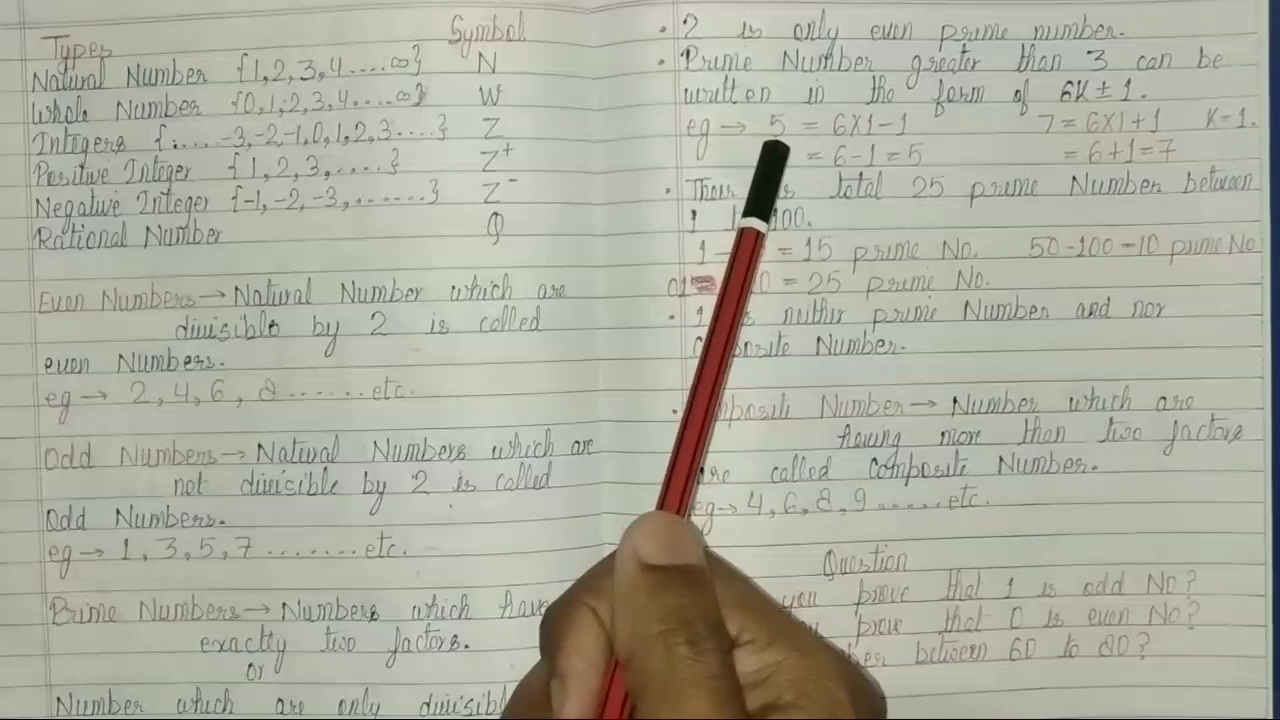 Types Symbol
Natural Number {1,2,3,4....∞} N
Whole Number {0,1,2,3,4....∞} W
Integers {.....-3,-2,-1,0,1,2,3....} Z
Positive Integer {1,2,3,....} Z⁺
Negative Integer {-1,-2,-3,.......} Z⁻
Rational Number Q
Even Numbers → Natural Number which are
divisible by 2 is called
even Numbers.
eg → 2,4,6,8......etc.
Odd Numbers → Natural Numbers which are
not divisible by 2 is called
Odd Numbers.
eg → 1,3,5,7........etc.
Prime Numbers → Numbers which have
exactly two factors.
or
Number which are only
• 2 is only even prime number.
• Prime Number greater than 3 can be
written in the form of 6K±1.
eg → 5 = 6X1-1 7=6X1+1 K=1.
= 6-1=5 =6+1=7
• total 25 prime Number between
1 100.
1 = 15 prime No. 50-100-10 prime No
= 25 prime No.
• 1 neither prime Number and nor
Number.
• Number → Number which are
having more than two factors
are called Composite Number.
eg → 4,6,8,9......etc.
Question
you prove that 1 is odd No?
prove that 0 is even No?
between 60 to 80?